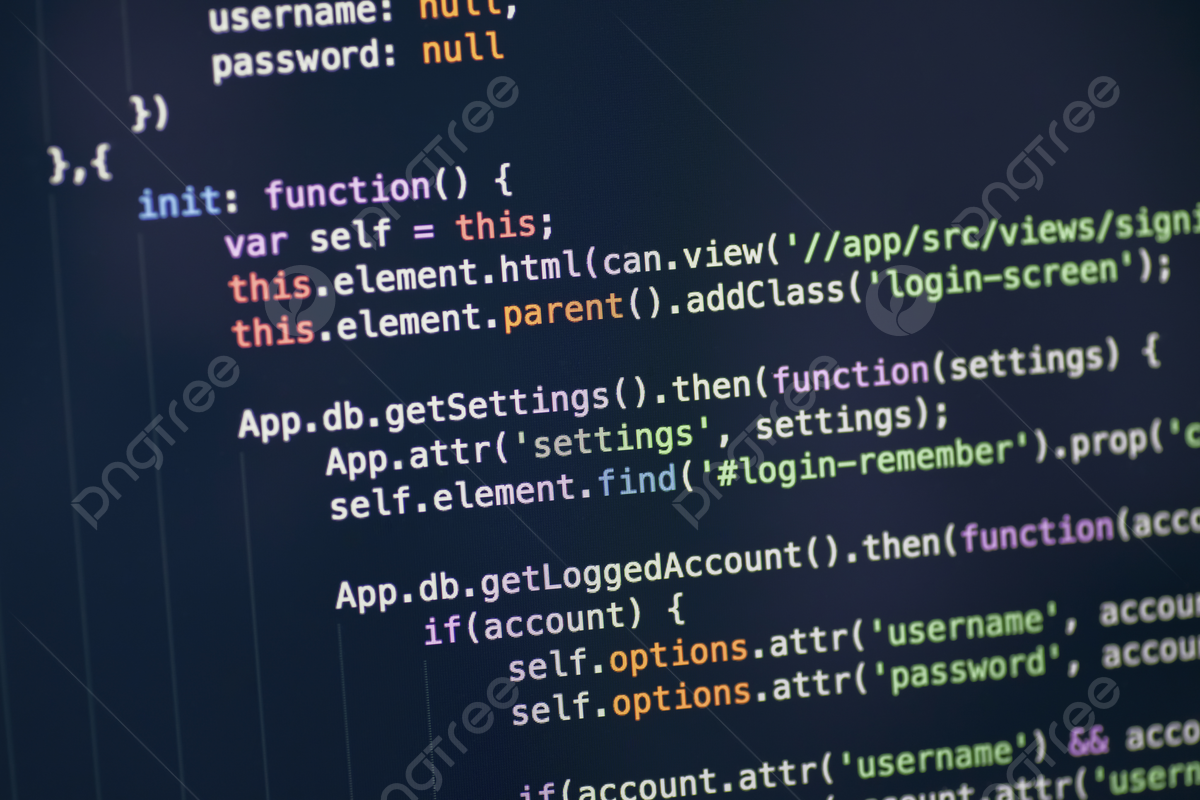 username: null,
password: null
})
},{
init: function() {
var self = this;
this.element.html(can.view('//app/src/views/signi
this.element.parent().addClass('login-screen');
App.db.getSettings().then(function(settings) {
App.attr('settings', settings);
self.element.find('#login-remember').prop('c
App.db.getLoggedAccount().then(function(acco
if(account) {
self.options.attr('username', accou
self.options.attr('password', accou
if(account.attr('username') && acco
account.attr('usern
pngtree
pngtree
pngtree
pngtree
pngtree
pngtree